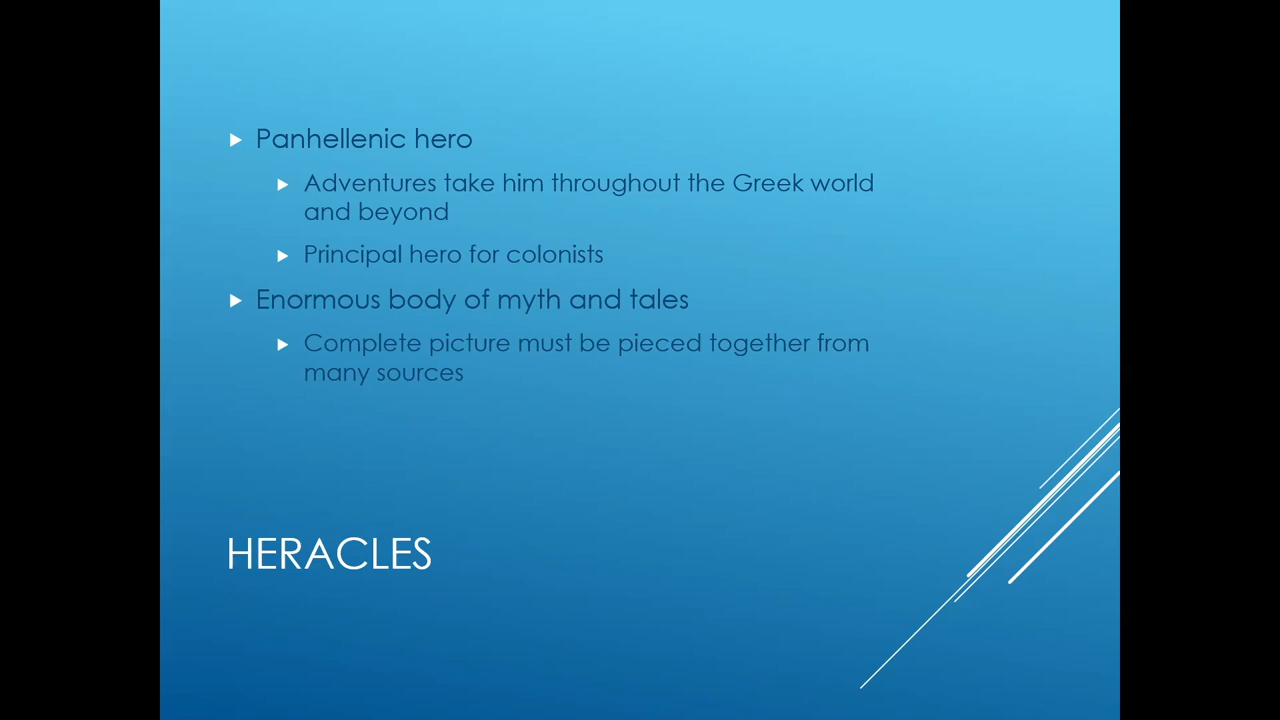 Panhellenic hero
Adventures take him throughout the Greek world
and beyond
Principal hero for colonists
Enormous body of myth and tales
Complete picture must be pieced together from
many sources
HERACLES